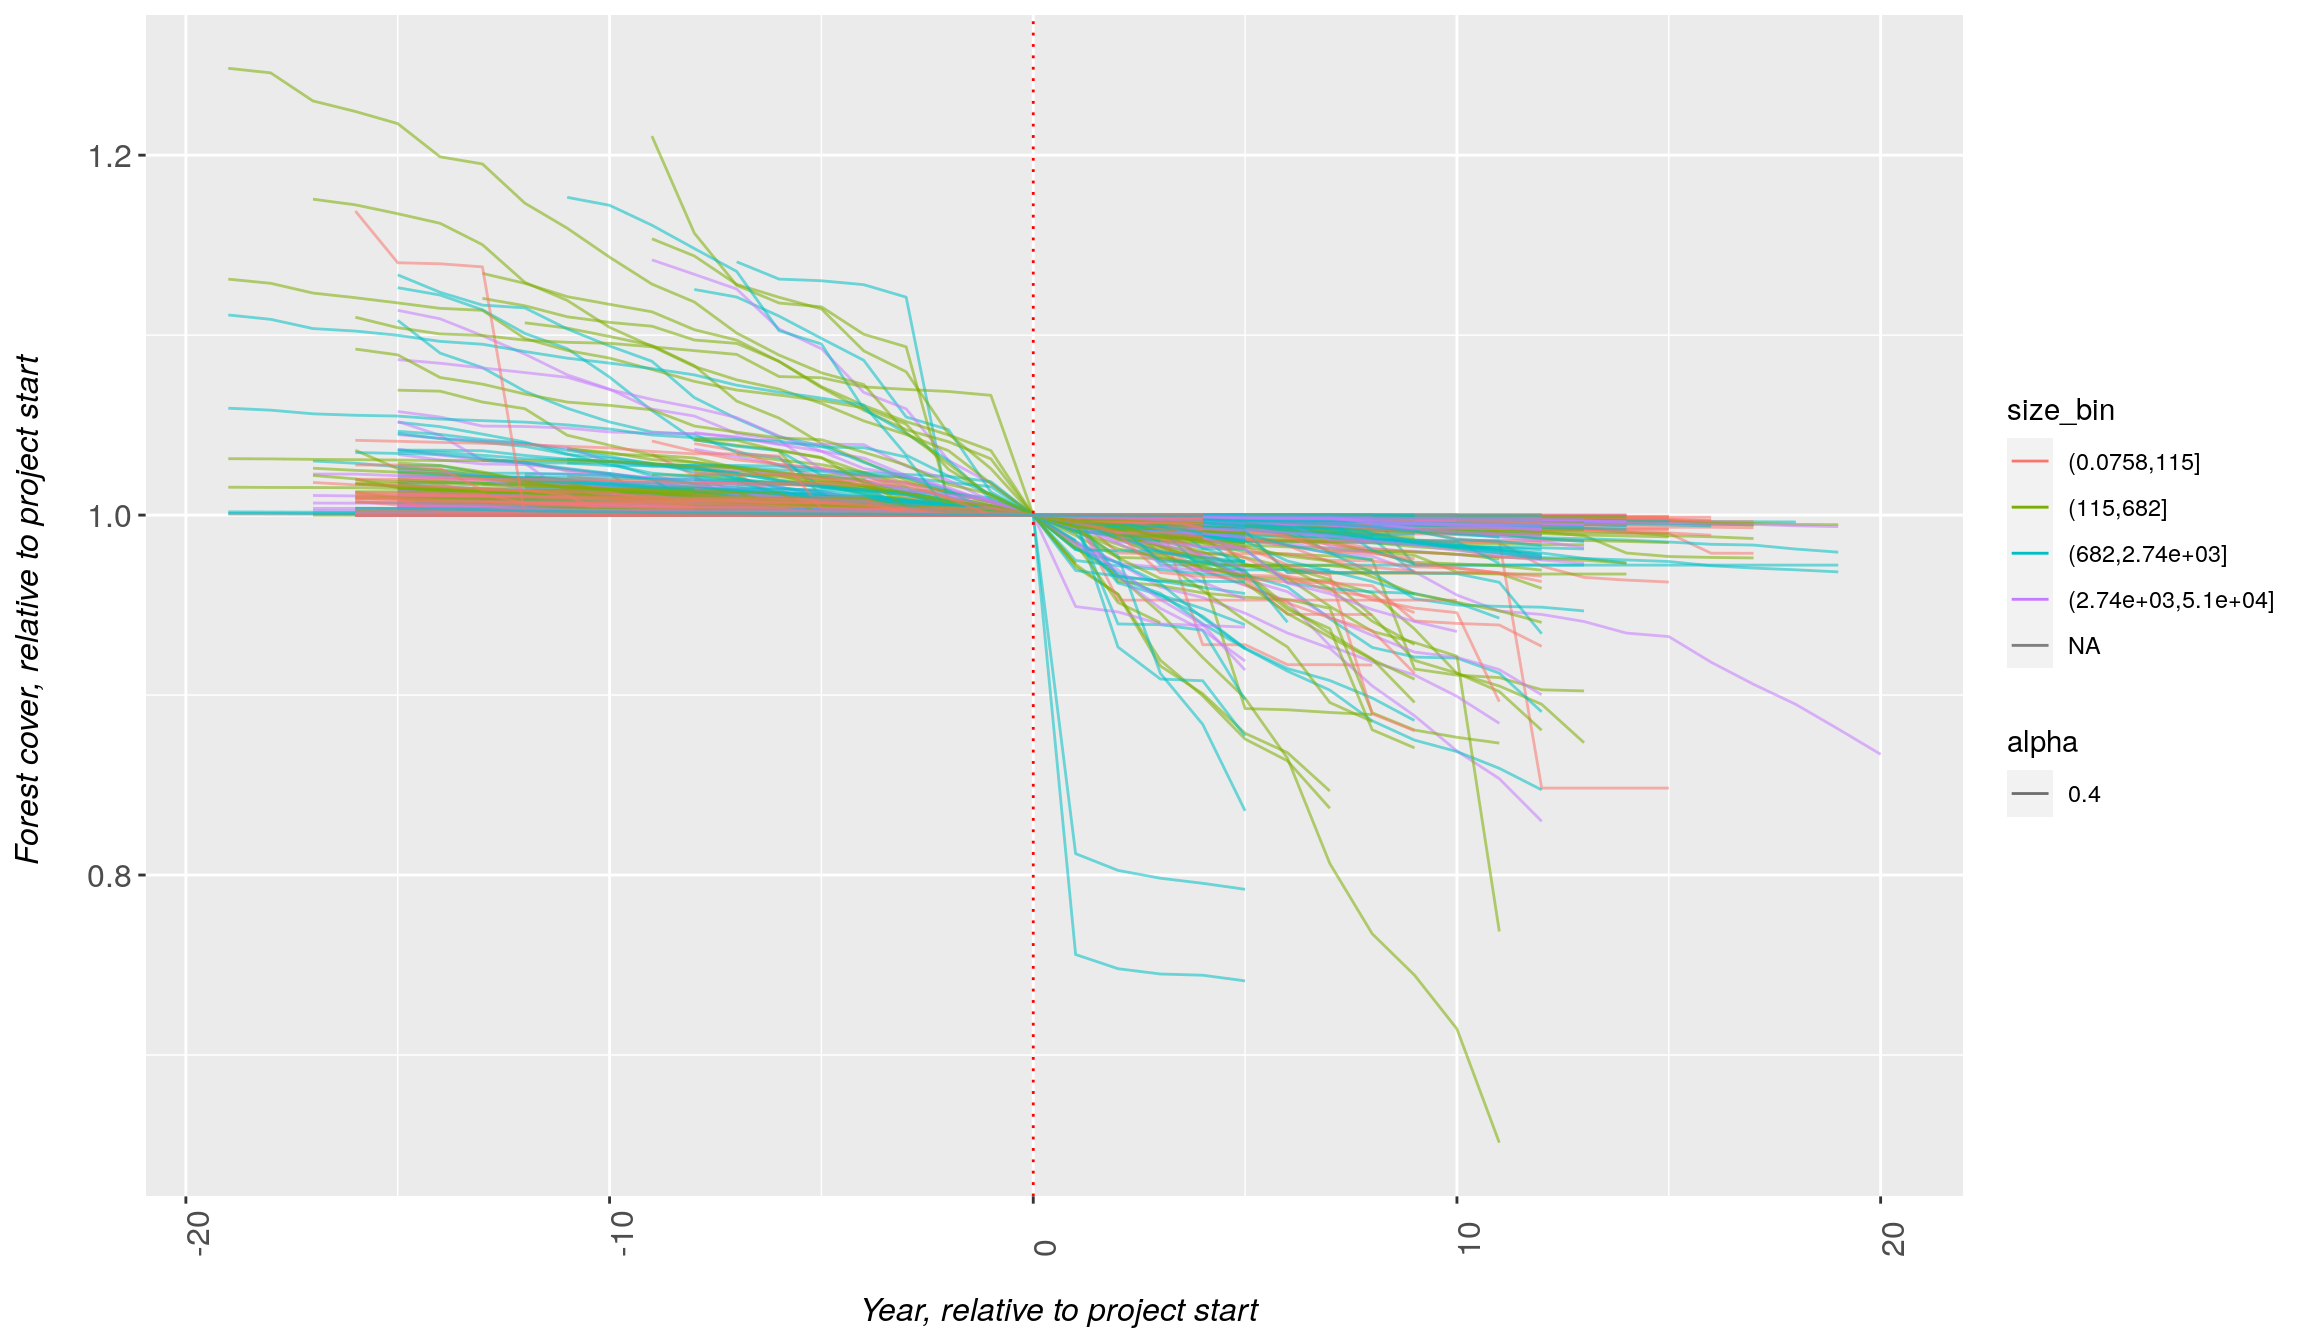 Forest cover, relative to project start
1.2
1.0
0.8
-20
-10
0
10
20
Year, relative to project start
size_bin
(0.0758,115]
(115,682]
(682,2.74e+03]
(2.74e+03,5.1e+04]
NA
alpha
0.4